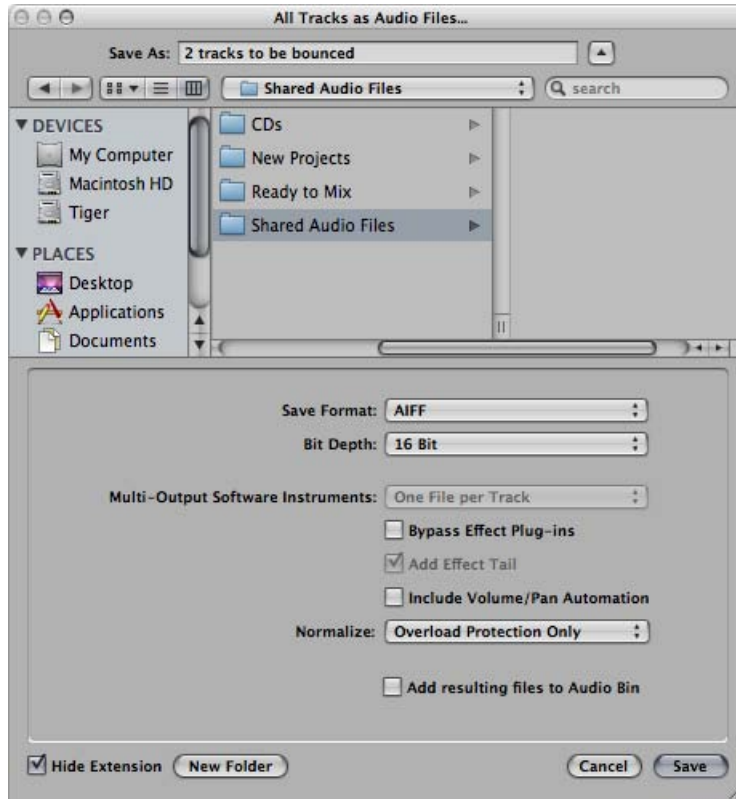 All Tracks as Audio Files...
Save As: 2 tracks to be bounced
Shared Audio Files
search
DEVICES
My Computer
Macintosh HD
Tiger
PLACES
Desktop
Applications
Documents
CDs
New Projects
Ready to Mix
Shared Audio Files
Save Format: AIFF
Bit Depth: 16 Bit
Multi-Output Software Instruments: One File per Track
Bypass Effect Plug-ins
Add Effect Tail
Include Volume/Pan Automation
Normalize: Overload Protection Only
Add resulting files to Audio Bin
Hide Extension
New Folder
Cancel
Save